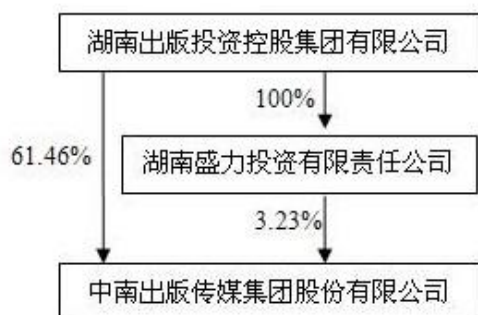 湖南出版投资控股集团有限公司
100%
61.46%
湖南盛力投资有限责任公司
3.23%
中南出版传媒集团股份有限公司